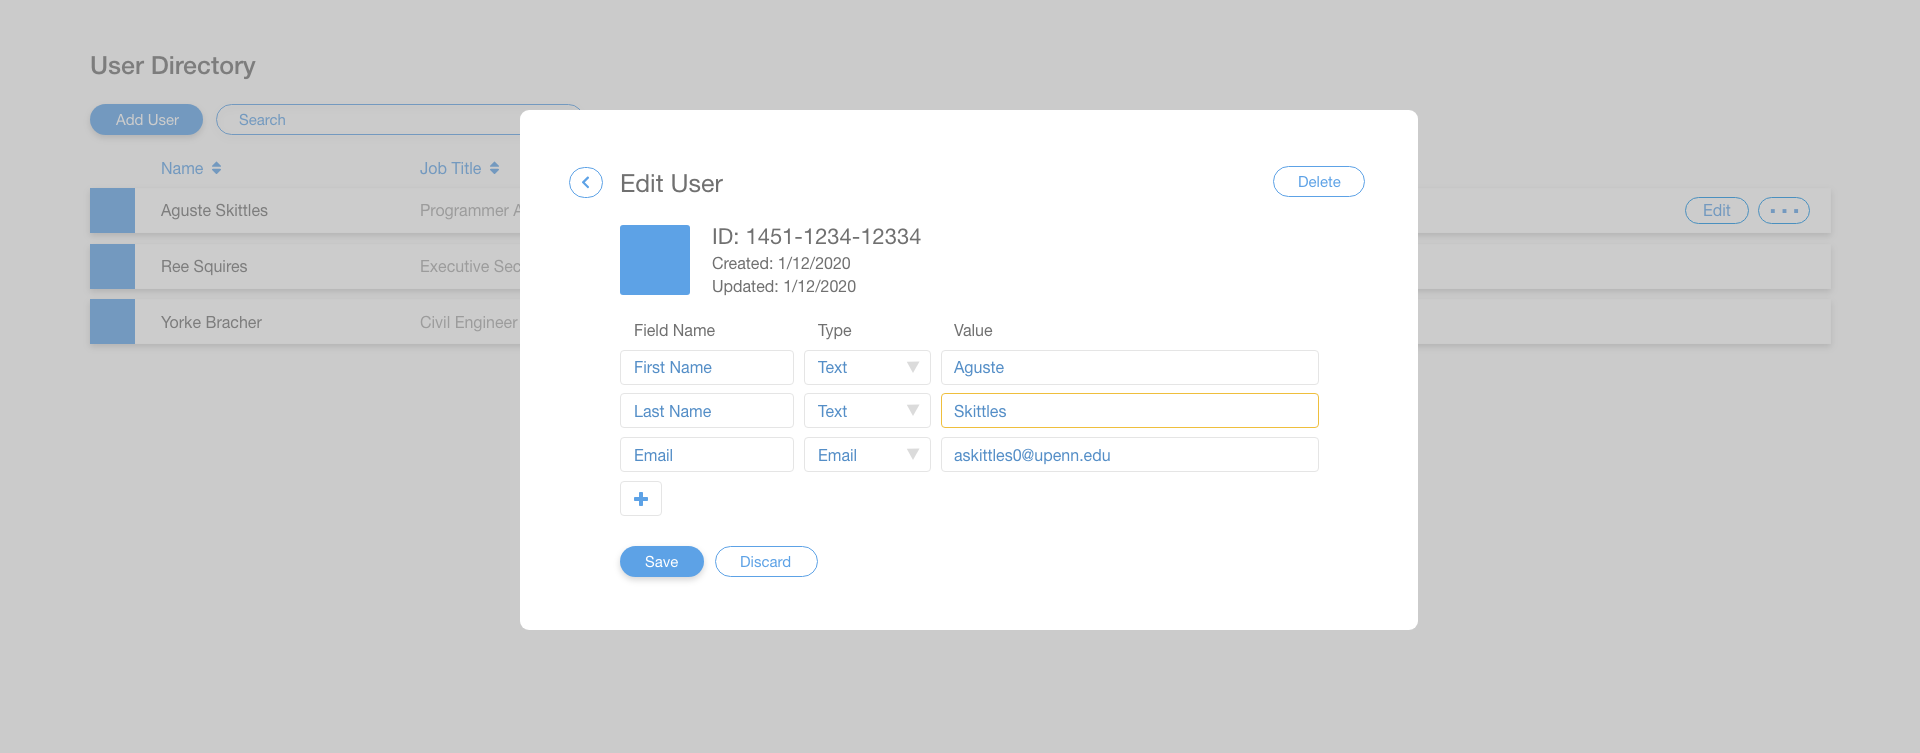 User Directory
Add User
Search
Name
Job Title
Aguste Skittles
Programmer A
Edit
Ree Squires
Executive Sec
Yorke Bracher
Civil Engineer
Edit User
Delete
ID: 1451-1234-12334
Created: 1/12/2020
Updated: 1/12/2020
Field Name Type Value
First Name Text Aguste
Last Name Text Skittles
Email Email askittles0@upenn.edu
Save Discard